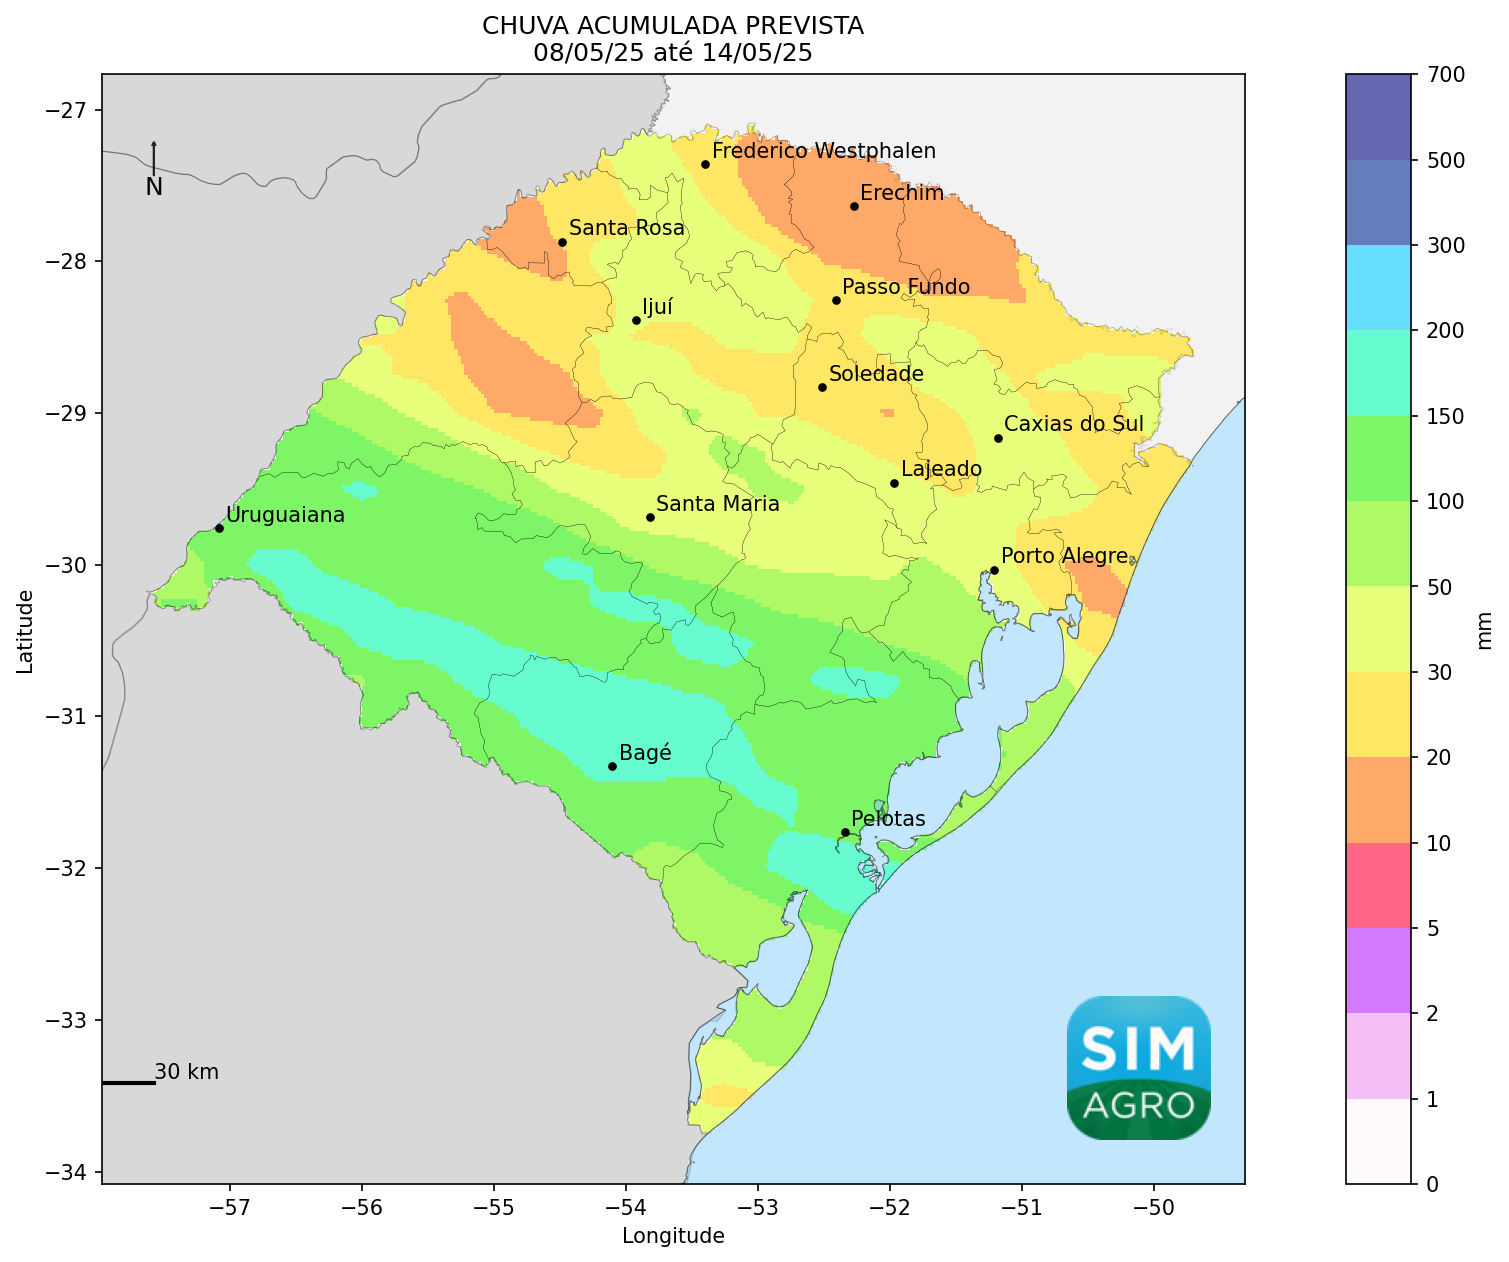 CHUVA ACUMULADA PREVISTA
08/05/25 até 14/05/25
N
Frederico Westphalen
Erechim
Santa Rosa
Passo Fundo
Ijuí
Soledade
Caxias do Sul
Lajeado
Santa Maria
Uruguaiana
Porto Alegre
Bagé
Pelotas
30 km
SIM
AGRO
−27
−28
−29
−30
−31
−32
−33
−34
Latitude
−57
−56
−55
−54
−53
−52
−51
−50
Longitude
700
500
300
200
150
100
50
30
20
10
5
2
1
0
mm